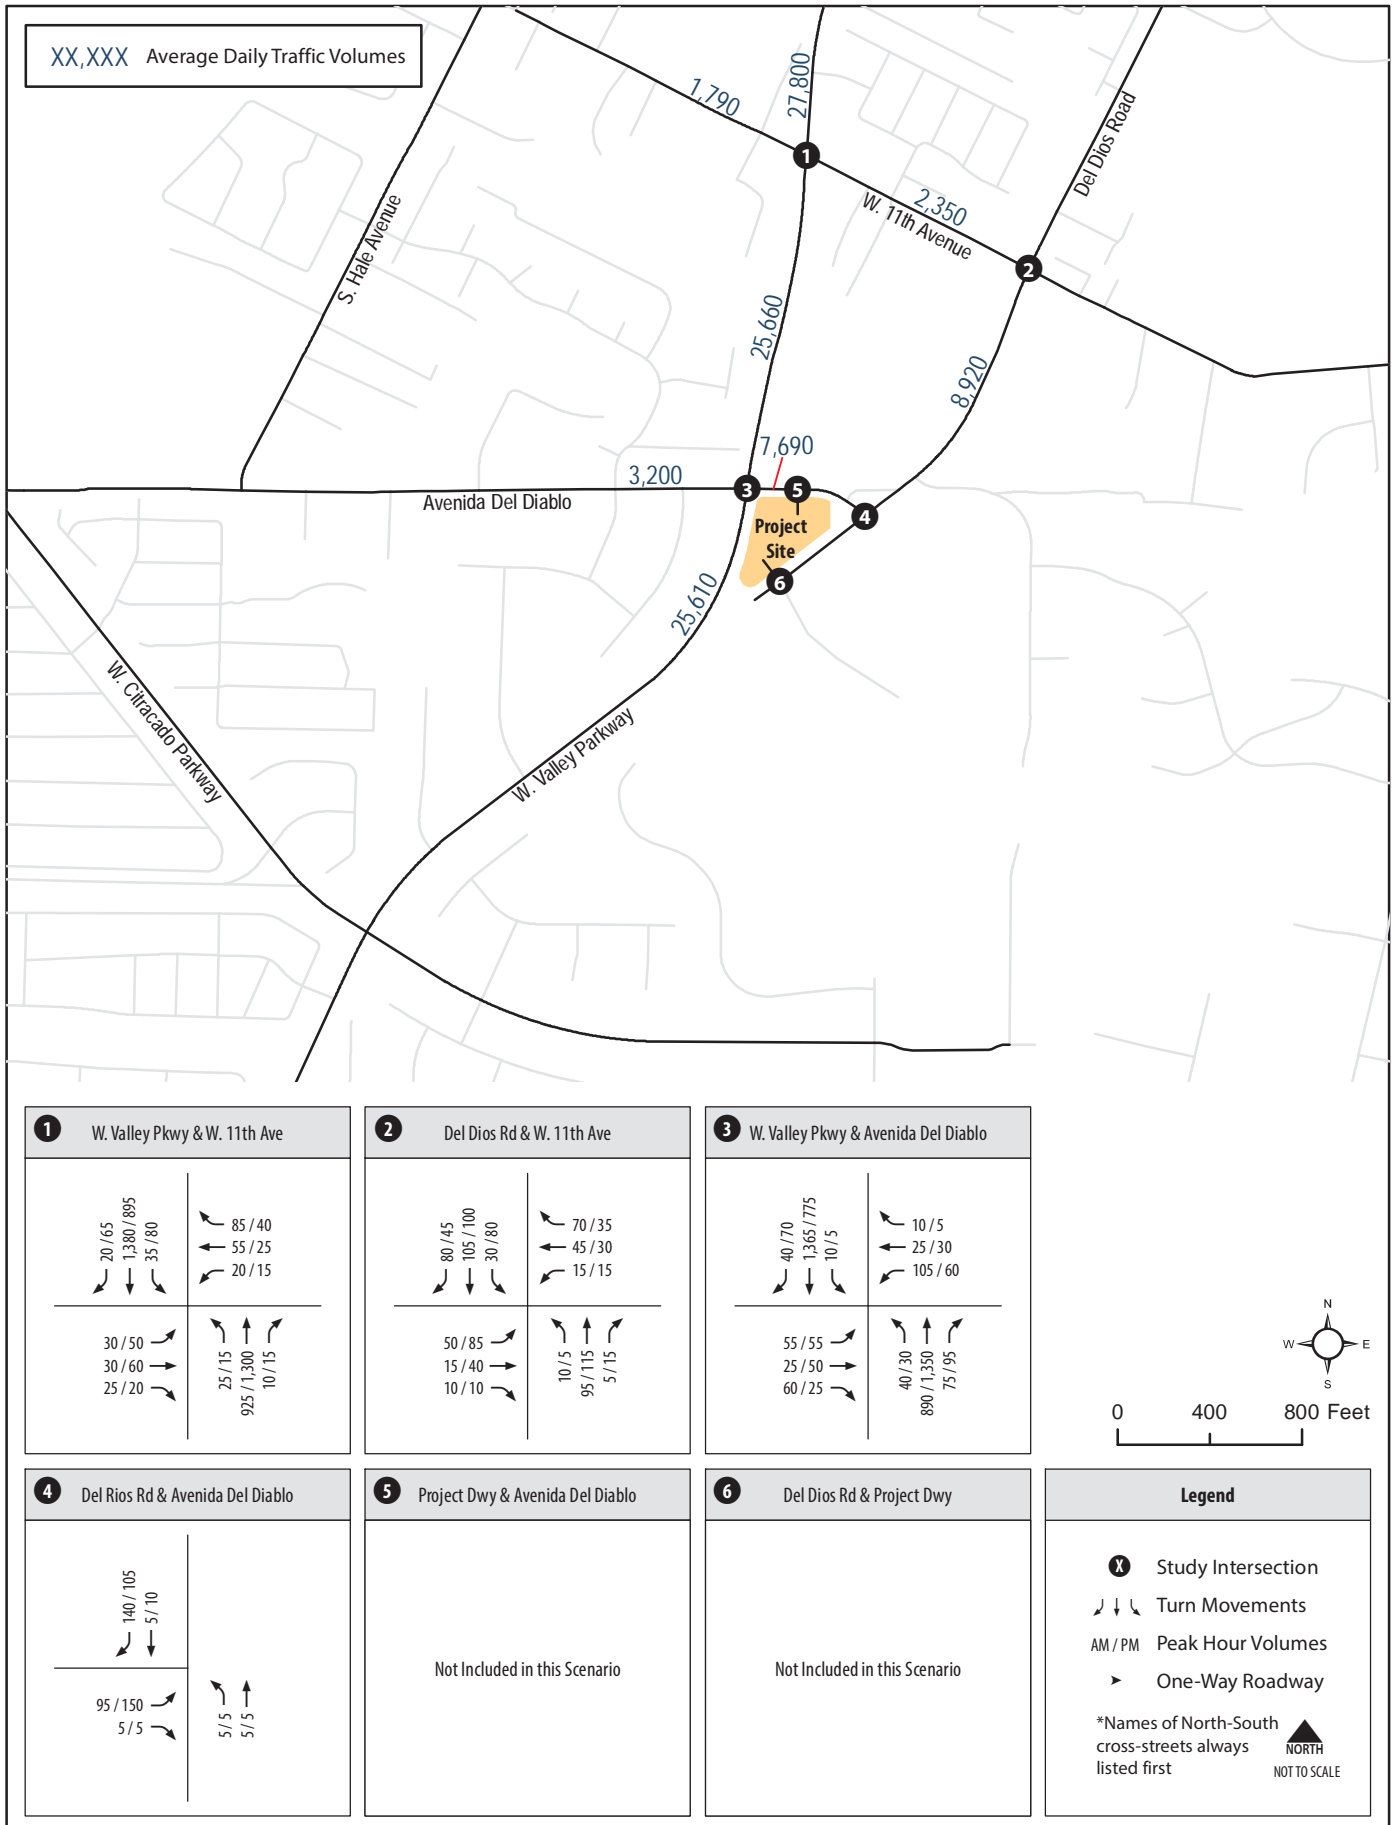 XX,XXX Average Daily Traffic Volumes
1,790
27,800
Del Dios Road
1
2,350
W. 11th Avenue
2
S. Hale Avenue
25,660
8,920
7,690
3,200
3
5
Avenida Del Diablo
4
Project
Site
6
25,610
W. Citracado Parkway
W. Valley Parkway
1 W. Valley Pkwy & W. 11th Ave
20 / 65
1,380 / 895
35 / 80
85 / 40
55 / 25
20 / 15
30 / 50
30 / 60
25 / 20
25 / 15
925 / 1,300
10 / 15
2 Del Dios Rd & W. 11th Ave
80 / 45
105 / 100
30 / 80
70 / 35
45 / 30
15 / 15
50 / 85
15 / 40
10 / 10
10 / 5
95 / 115
5 / 15
3 W. Valley Pkwy & Avenida Del Diablo
40 / 70
1,365 / 775
10 / 5
10 / 5
25 / 30
105 / 60
55 / 55
25 / 50
60 / 25
40 / 30
890 / 1,350
75 / 95
N
W E
S
0 400 800 Feet
4 Del Rios Rd & Avenida Del Diablo
140 / 105
5 / 10
95 / 150
5 / 5
5 / 5
5 / 5
5 Project Dwy & Avenida Del Diablo
Not Included in this Scenario
6 Del Dios Rd & Project Dwy
Not Included in this Scenario
Legend
X Study Intersection
Turn Movements
AM / PM Peak Hour Volumes
One-Way Roadway
*Names of North-South
cross-streets always
listed first
NORTH
NOT TO SCALE